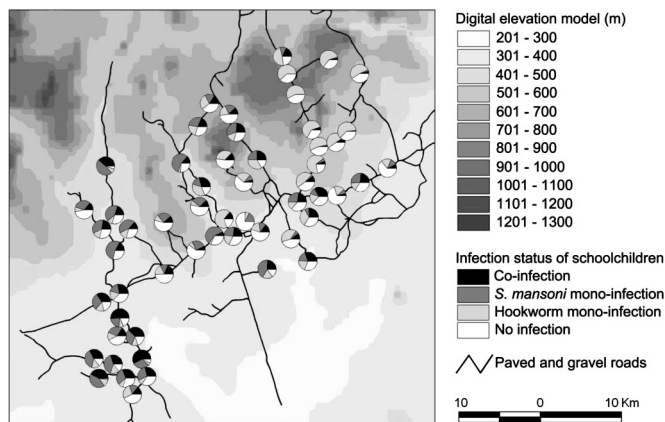 Digital elevation model (m)
201 - 300
301 - 400
401 - 500
501 - 600
601 - 700
701 - 800
801 - 900
901 - 1000
1001 - 1100
1101 - 1200
1201 - 1300
Infection status of schoolchildren
Co-infection
S. mansoni mono-infection
Hookworm mono-infection
No infection
Paved and gravel roads
10 0 10 Km